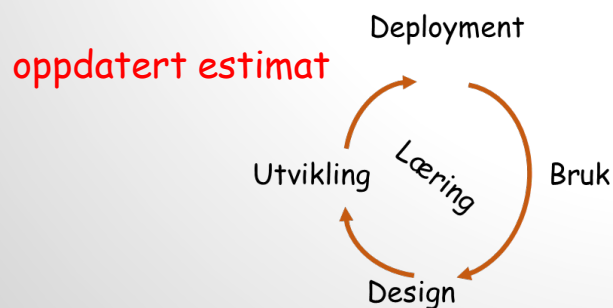 Deployment
oppdatert estimat
Læring
Utvikling
Bruk
Design